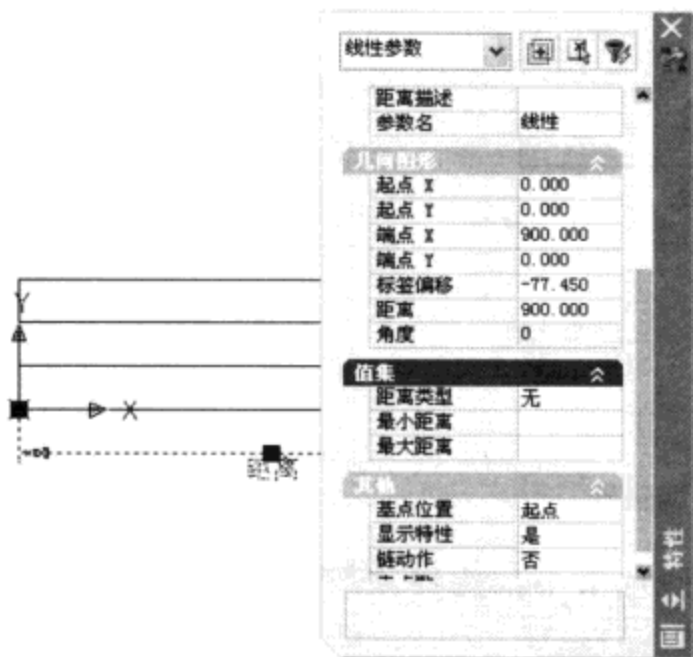 线性参数
距离描述
参数名 线性
几何图形
起点 X 0.000
起点 Y 0.000
端点 X 900.000
端点 Y 0.000
标签偏移 -77.450
距离 900.000
角度 0
值集
距离类型 无
最小距离
最大距离
其他
基点位置 起点
显示特性 是
链动作 否
特性
Y
X